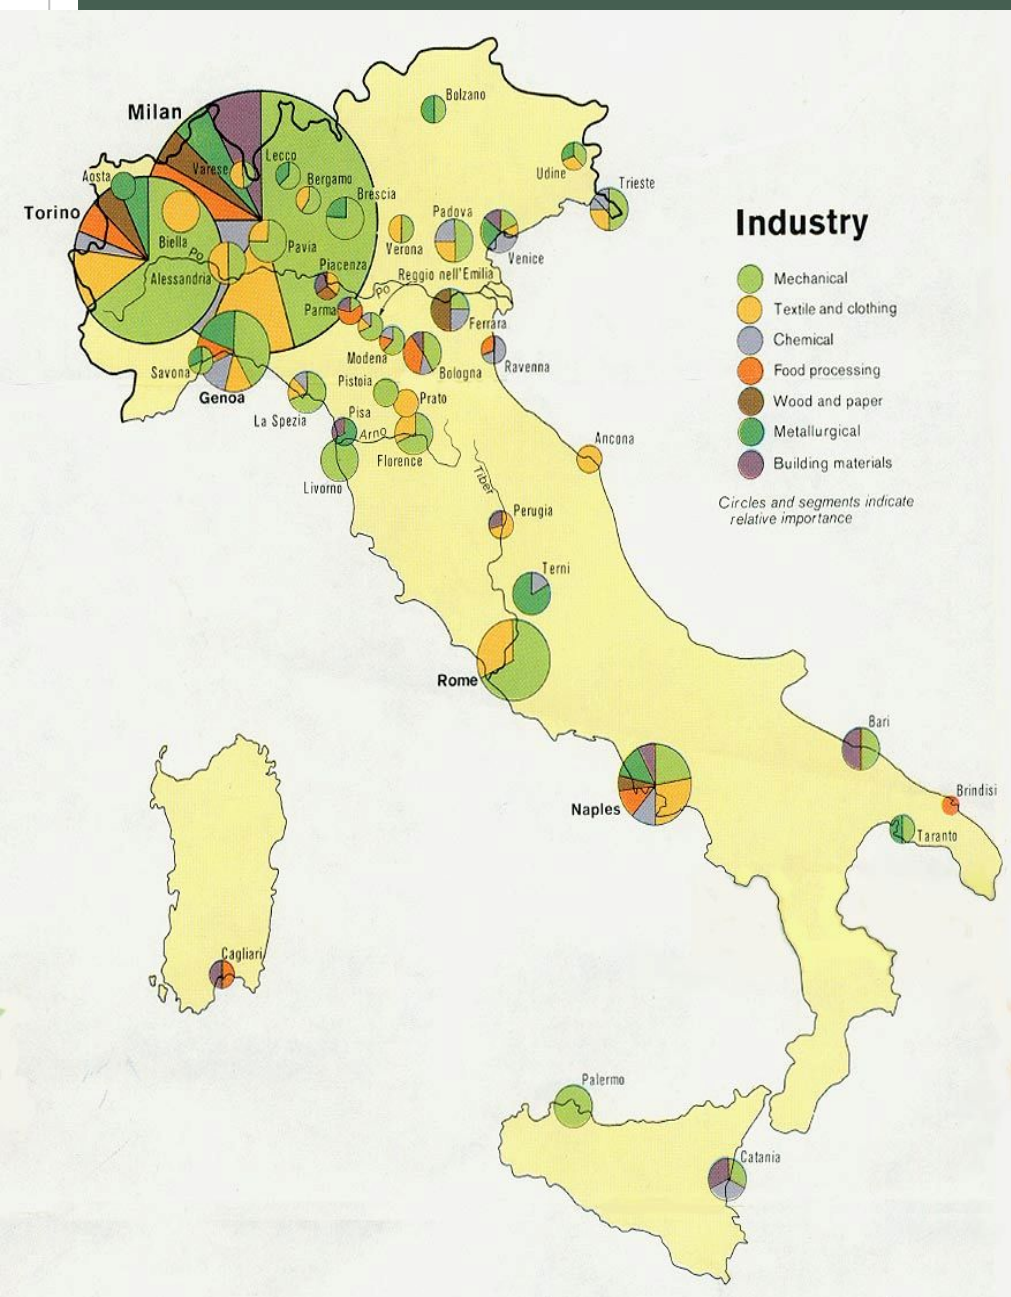 Bolzano
Milan
Udine
Lecco
Varese
Aosta
Bergamo
Trieste
Brescia
Torino
Padova
Biella
Verona
Pavia
Venice
Po
Piacenza
Reggio nell'Emilia
Alessandria
Po
Parma
Ferrara
Modena
Ravenna
Savona
Bologna
Genoa
Pistoia
Prato
La Spezia
Pisa
Arno
Florence
Ancona
Livorno
Tiber
Perugia
Terni
Rome
Bari
Naples
Brindisi
Taranto
Cagliari
Palermo
Catania
Industry
Mechanical
Textile and clothing
Chemical
Food processing
Wood and paper
Metallurgical
Building materials
Circles and segments indicate
relative importance